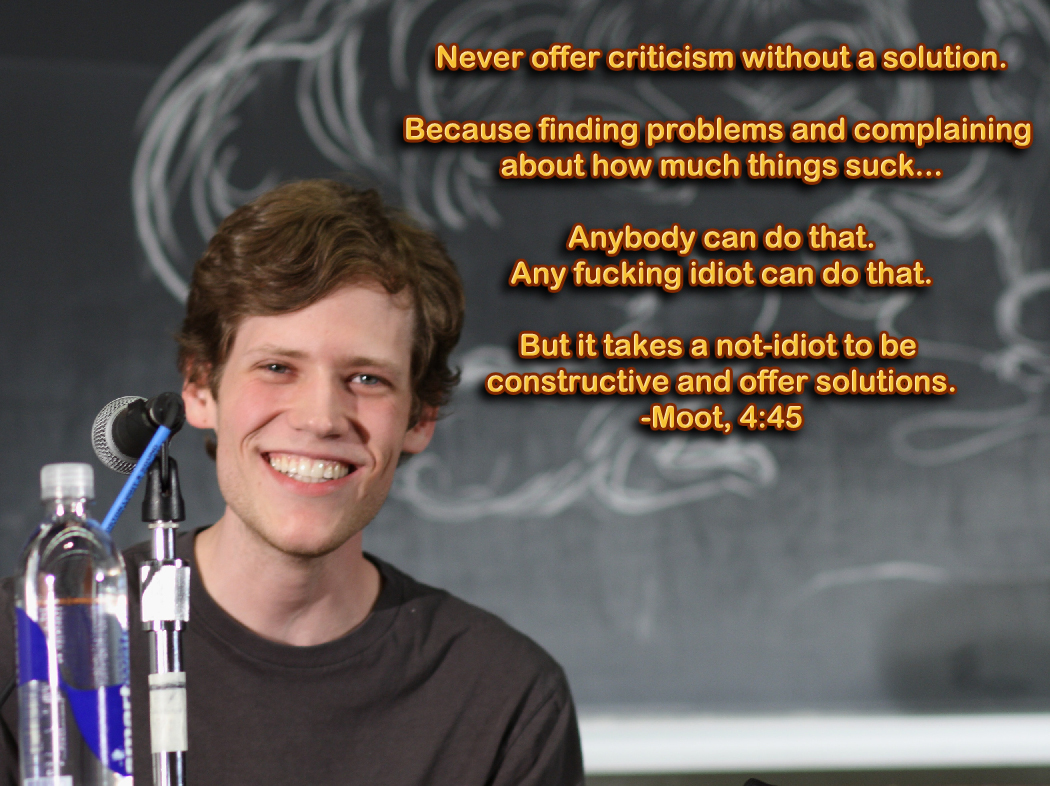 Never offer criticism without a solution.
Because finding problems and complaining
about how much things suck...
Anybody can do that.
Any fucking idiot can do that.
But it takes a not-idiot to be
constructive and offer solutions.
-Moot, 4:45